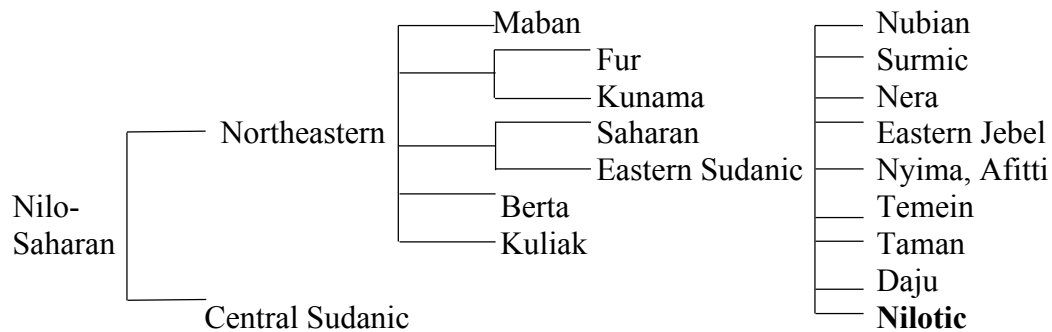 Maban
Nubian
Fur
Surmic
Kunama
Nera
Northeastern
Saharan
Eastern Jebel
Eastern Sudanic
Nyima, Afitti
Nilo-
Saharan
Berta
Temein
Kuliak
Taman
Daju
Central Sudanic
Nilotic